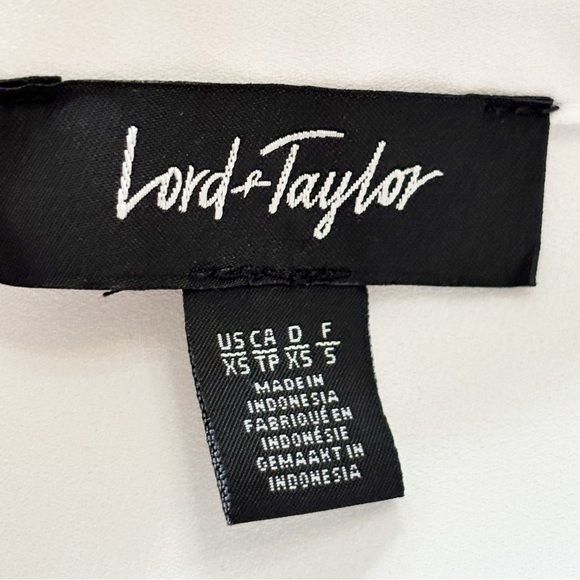 Lord & Taylor
US CA D F
XS TP XS S
MADE IN
INDONESIA
FABRIQUÉ EN
INDONÉSIE
GEMAAKT IN
INDONESIA